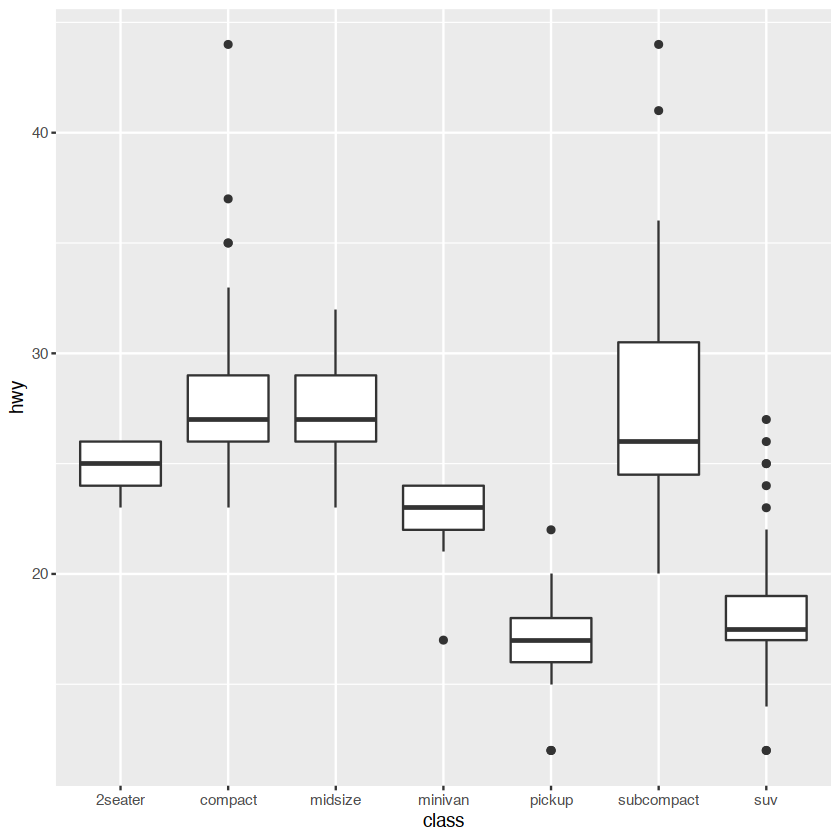 40
30
20
hwy
2seater compact midsize minivan pickup subcompact suv
class